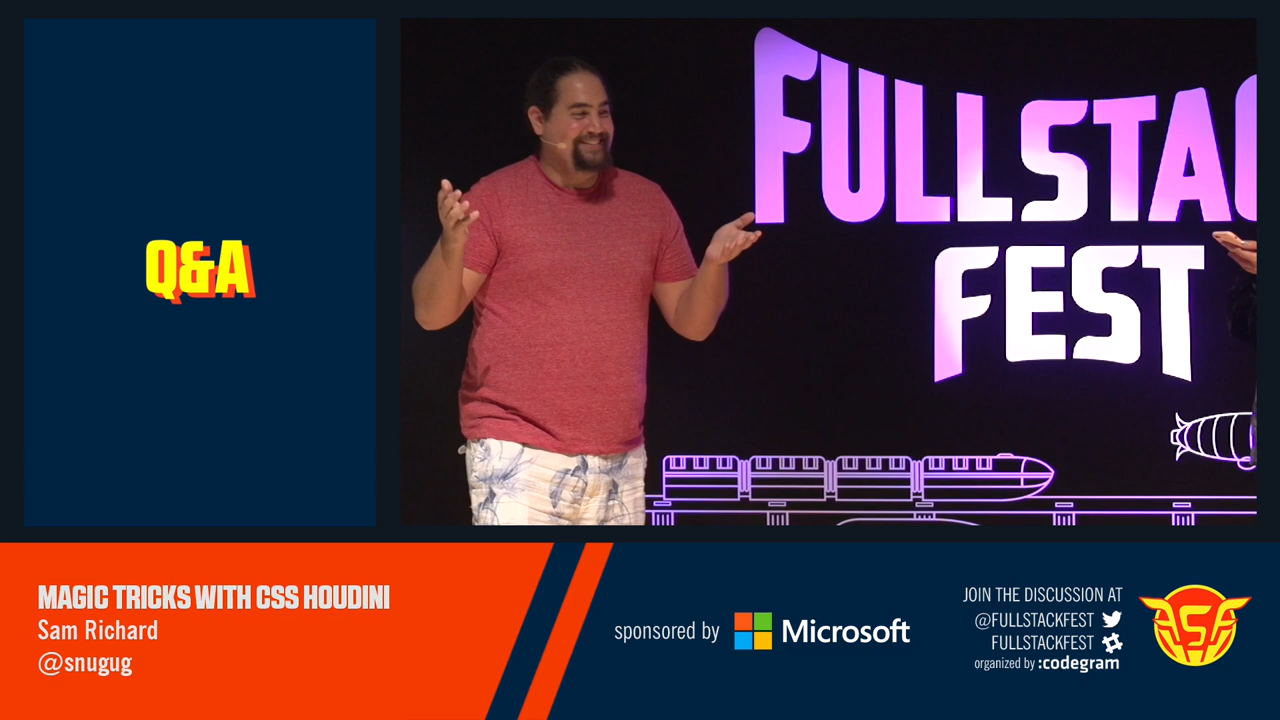 Q&A
FULLSTAC
FEST
MAGIC TRICKS WITH CSS HOUDINI
Sam Richard
@snugug
sponsored by Microsoft
JOIN THE DISCUSSION AT
@FULLSTACKFEST
FULLSTACKFEST
organized by :codegram
FSF